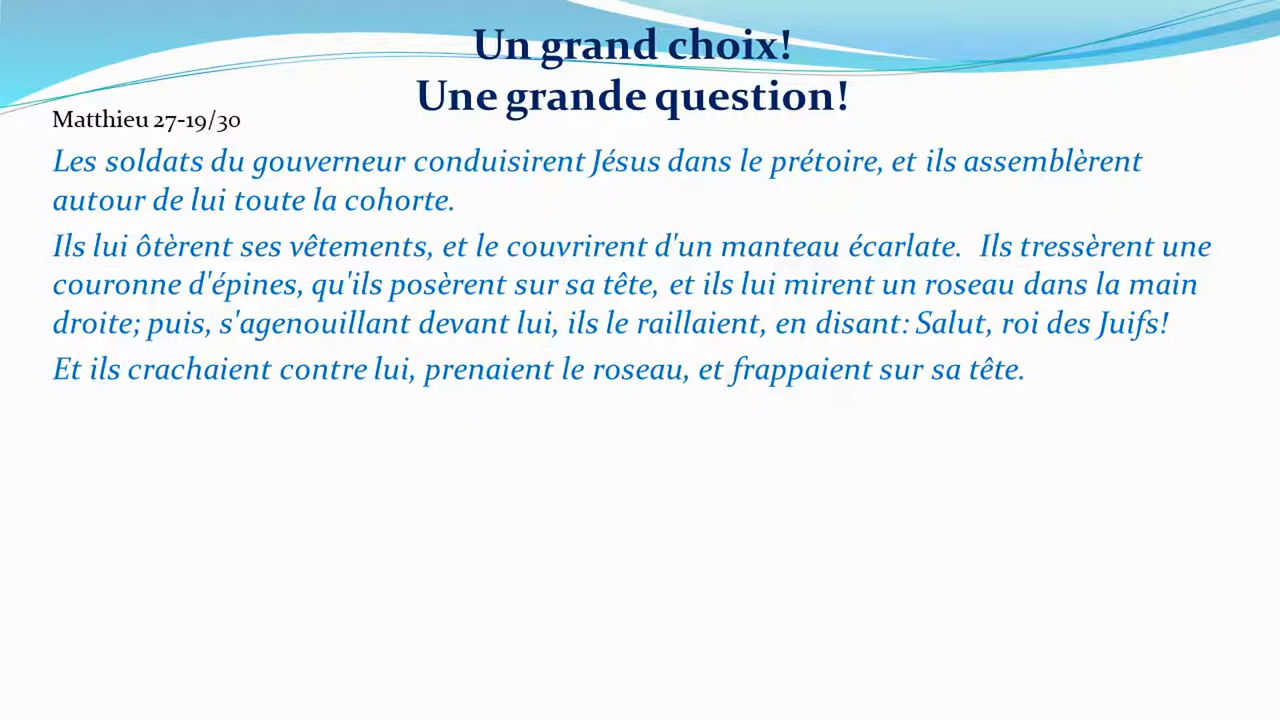 Un grand choix!
Une grande question!
Matthieu 27-19/30
Les soldats du gouverneur conduisirent Jésus dans le prétoire, et ils assemblèrent
autour de lui toute la cohorte.
Ils lui ôtèrent ses vêtements, et le couvrirent d'un manteau écarlate.  Ils tressèrent une
couronne d'épines, qu'ils posèrent sur sa tête, et ils lui mirent un roseau dans la main
droite; puis, s'agenouillant devant lui, ils le raillaient, en disant: Salut, roi des Juifs!
Et ils crachaient contre lui, prenaient le roseau, et frappaient sur sa tête.